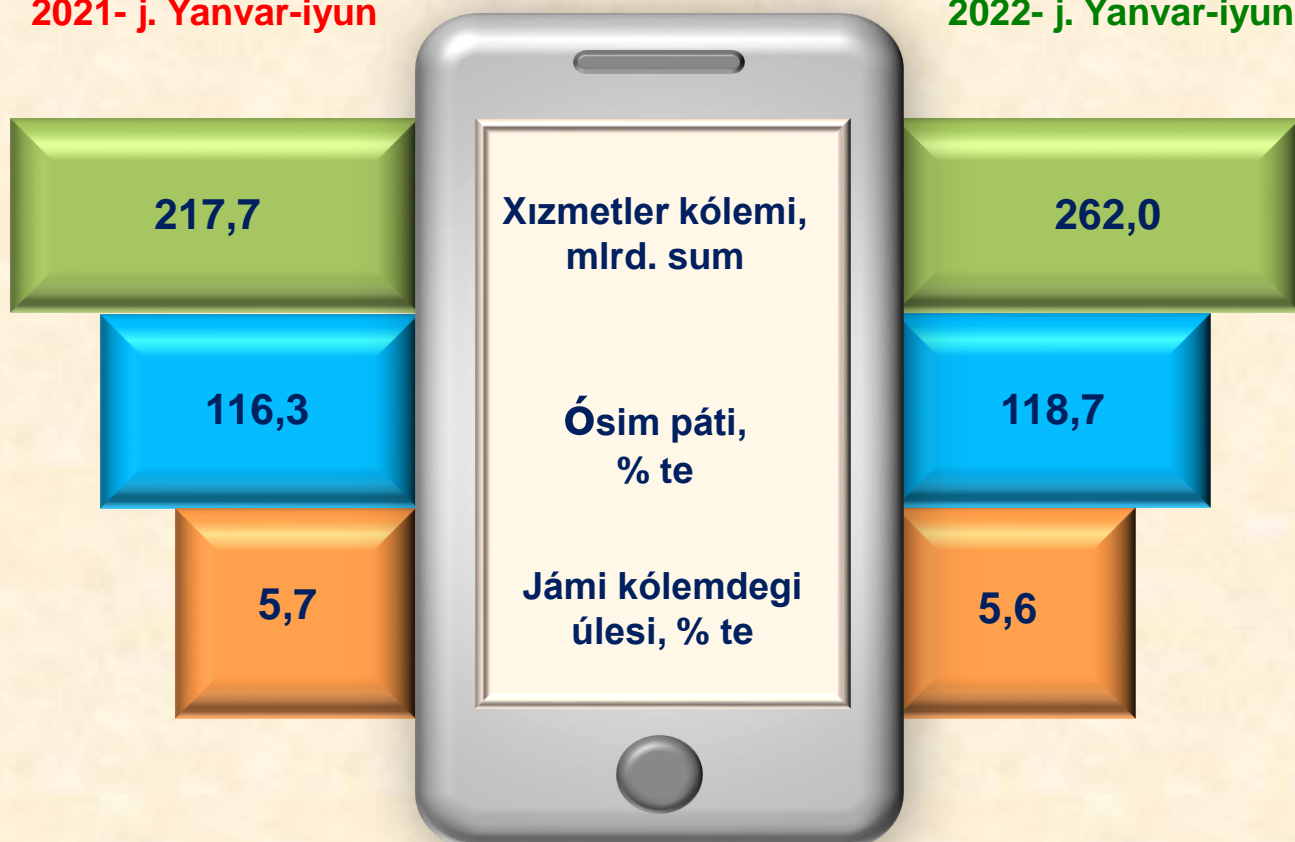 2021- j. Yanvar-iyun
2022- j. Yanvar-iyun
217,7
Xızmetler kólemi,
mlrd. sum
262,0
116,3
Ósim páti,
% te
118,7
5,7
Jámi kólemdegi
úlesi, % te
5,6